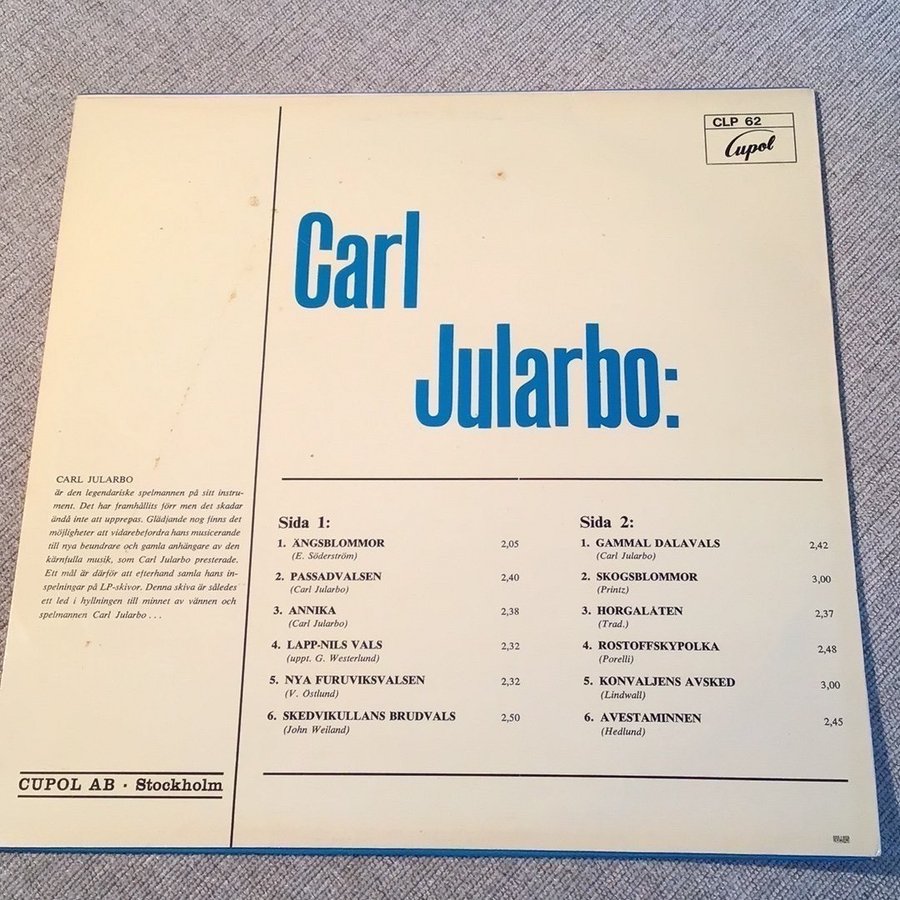 CLP 62
Cupol
Carl
Jularbo:
CARL JULARBO
är den legendariske spelmannen på sitt instru-
ment. Det har framhållits förr men det skadar
ändå inte att upprepas. Glädjande nog finns det
möjligheter att vidarebefordra hans musicerande
till nya beundrare och gamla anhängare av den
kärnfulla musik, som Carl Jularbo presterade.
Ett mål är därför att efterhand samla hans in-
spelningar på LP-skivor. Denna skiva är således
ett led i hyllningen till minnet av vännen och
spelmannen Carl Jularbo . . .
CUPOL AB · Stockholm
Sida 1:
1. ÄNGSBLOMMOR 2,05
(E. Söderström)
2. PASSADVALSEN 2,40
(Carl Jularbo)
3. ANNIKA 2,38
(Carl Jularbo)
4. LAPP-NILS VALS 2,32
(uppt. G. Westerlund)
5. NYA FURUVIKSVALSEN 2,32
(V. Östlund)
6. SKEDVIKULLANS BRUDVALS 2,50
(John Weiland)
Sida 2:
1. GAMMAL DALAVALS 2,42
(Carl Jularbo)
2. SKOGSBLOMMOR 3,00
(Printz)
3. HORGALÅTEN 2,37
(Trad.)
4. ROSTOFFSKYPOLKA 2,48
(Porelli)
5. KONVALJENS AVSKED 3,00
(Lindwall)
6. AVESTAMINNEN 2,45
(Hedlund)